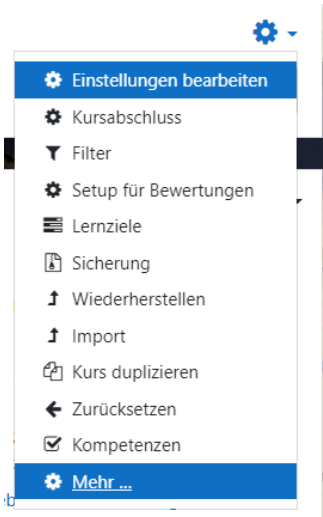 Einstellungen bearbeiten
Kursabschluss
Filter
Setup für Bewertungen
Lernziele
Sicherung
Wiederherstellen
Import
Kurs duplizieren
Zurücksetzen
Kompetenzen
Mehr ...